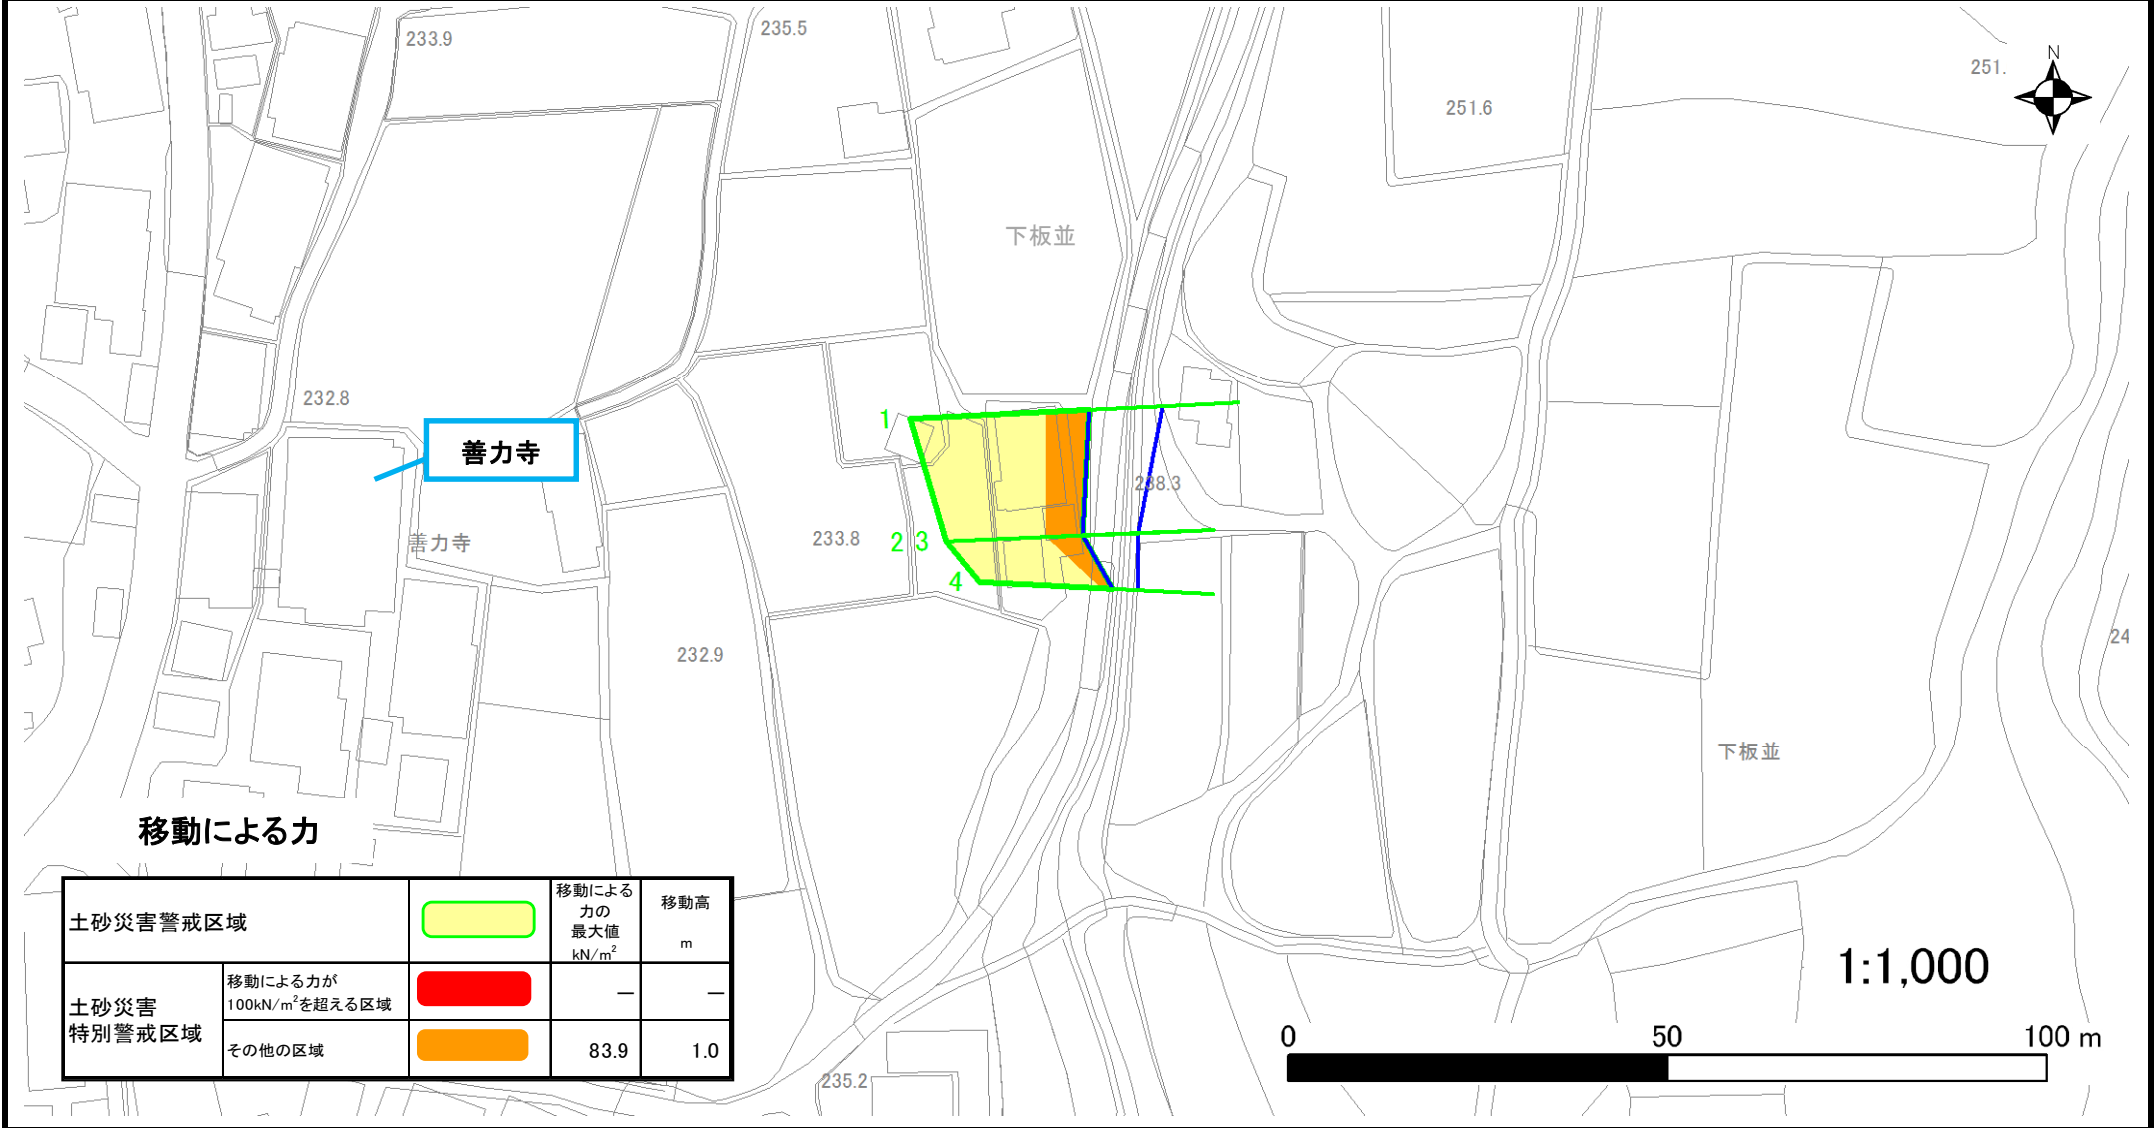 233.9
235.5
251.
N
251.6
下板並
232.8
善力寺
1
238.3
善力寺
233.8
2 3
4
232.9
24
下板並
移動による力
土砂災害警戒区域
移動による
力の
最大値
kN/m²
移動高
m
土砂災害
特別警戒区域
移動による力が
100kN/m²を超える区域
— —
その他の区域
83.9 1.0
235.2
1:1,000
0 50 100 m